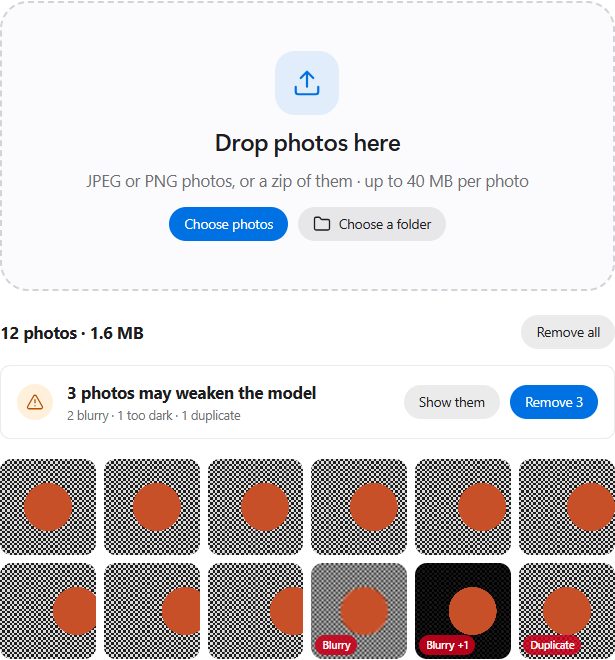 Drop photos here
JPEG or PNG photos, or a zip of them · up to 40 MB per photo
Choose photos
Choose a folder
12 photos · 1.6 MB
Remove all
3 photos may weaken the model
2 blurry · 1 too dark · 1 duplicate
Show them
Remove 3
Blurry
Blurry +1
Duplicate